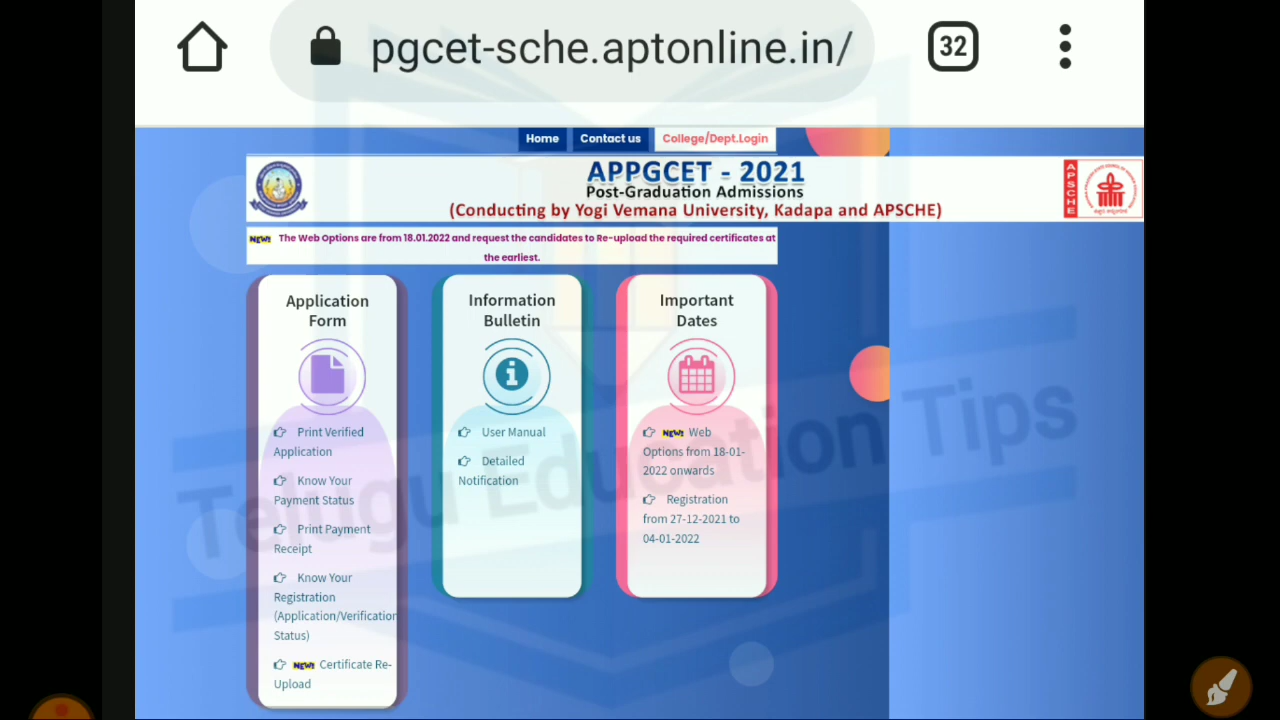 pgcet-sche.aptonline.in/
32
Home
Contact us
College/Dept.Login
APPGCET - 2021
Post-Graduation Admissions
(Conducting by Yogi Vemana University, Kadapa and APSCHE)
APSCHE
NEW! The Web Options are from 18.01.2022 and request the candidates to Re-upload the required certificates at
the earliest.
Application
Form
Print Verified
Application
Know Your
Payment Status
Print Payment
Receipt
Know Your
Registration
(Application/Verification
Status)
NEW! Certificate Re-
Upload
Information
Bulletin
User Manual
Detailed
Notification
Important
Dates
NEW! Web
Options from 18-01-
2022 onwards
Registration
from 27-12-2021 to
04-01-2022
Telugu Education Tips